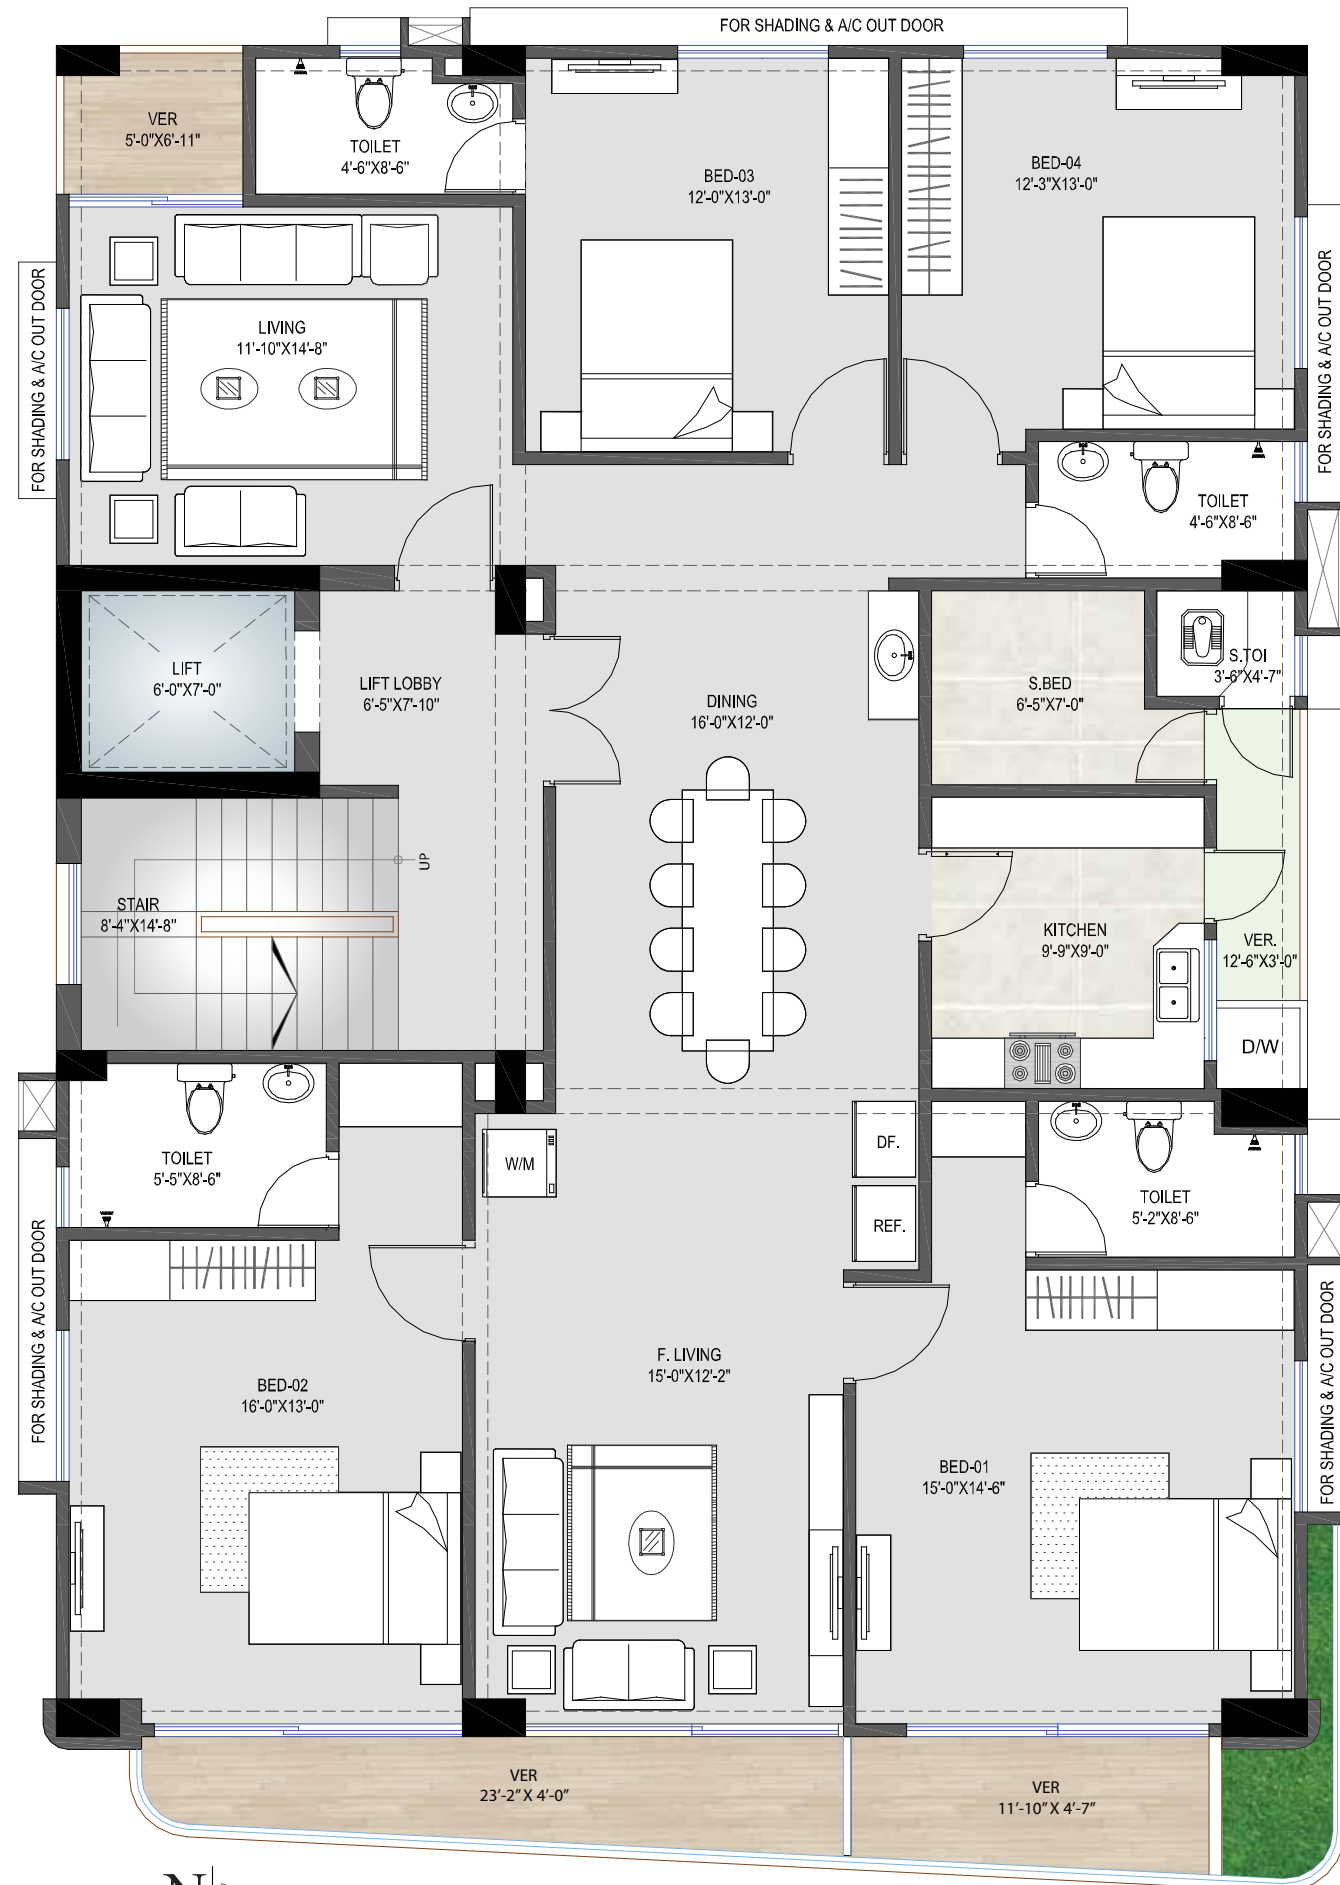 FOR SHADING & A/C OUT DOOR
VER
5'-0"X6'-11"
TOILET
4'-6"X8'-6"
BED-03
12'-0"X13'-0"
BED-04
12'-3"X13'-0"
FOR SHADING & A/C OUT DOOR
FOR SHADING & A/C OUT DOOR
LIVING
11'-10"X14'-8"
TOILET
4'-6"X8'-6"
LIFT
6'-0"X7'-0"
LIFT LOBBY
6'-5"X7'-10"
DINING
16'-0"X12'-0"
S.BED
6'-5"X7'-0"
S.TOI
3'-6"X4'-7"
UP
STAIR
8'-4"X14'-8"
KITCHEN
9'-9"X9'-0"
VER.
12'-6"X3'-0"
D/W
TOILET
5'-5"X8'-6"
W/M
DF.
REF.
TOILET
5'-2"X8'-6"
FOR SHADING & A/C OUT DOOR
FOR SHADING & A/C OUT DOOR
F. LIVING
15'-0"X12'-2"
BED-02
16'-0"X13'-0"
BED-01
15'-0"X14'-6"
VER
23'-2" X 4'-0"
VER
11'-10" X 4'-7"
N